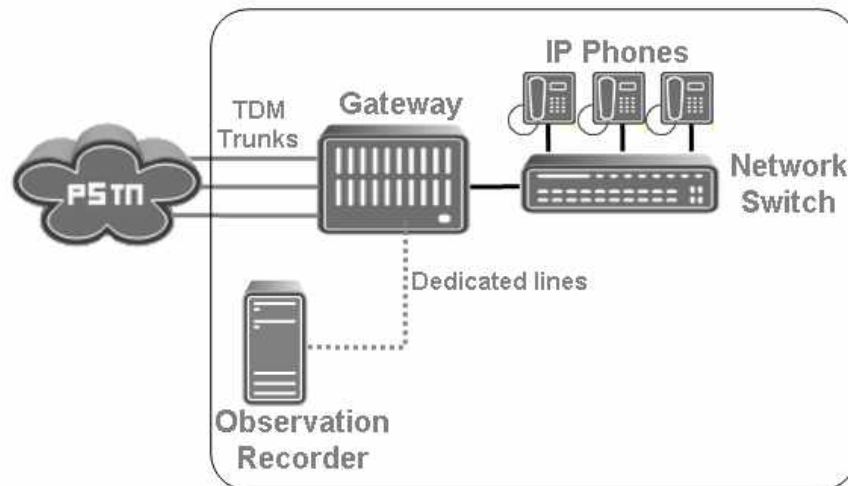 IP Phones
Gateway
TDM
Trunks
PSTN
Network
Switch
Dedicated lines
Observation
Recorder